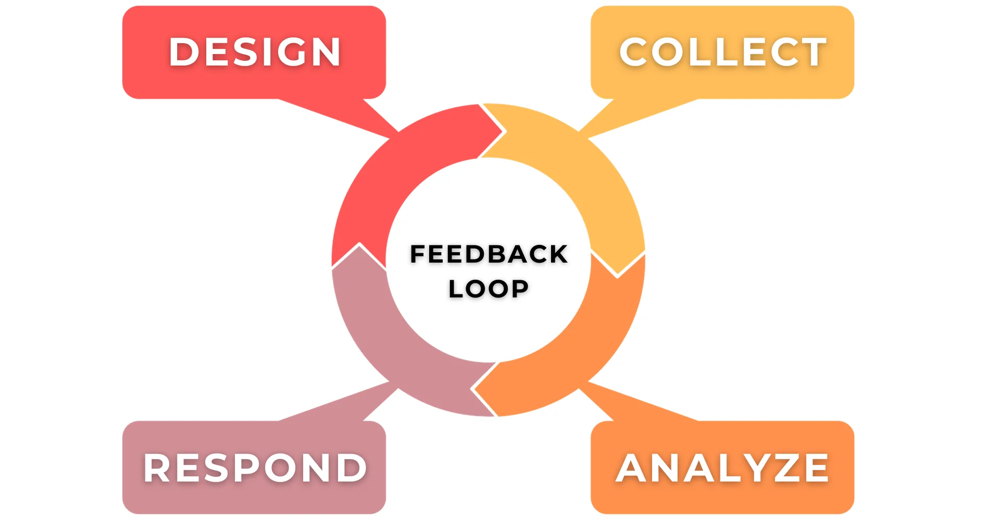 DESIGN
COLLECT
FEEDBACK
LOOP
RESPOND
ANALYZE